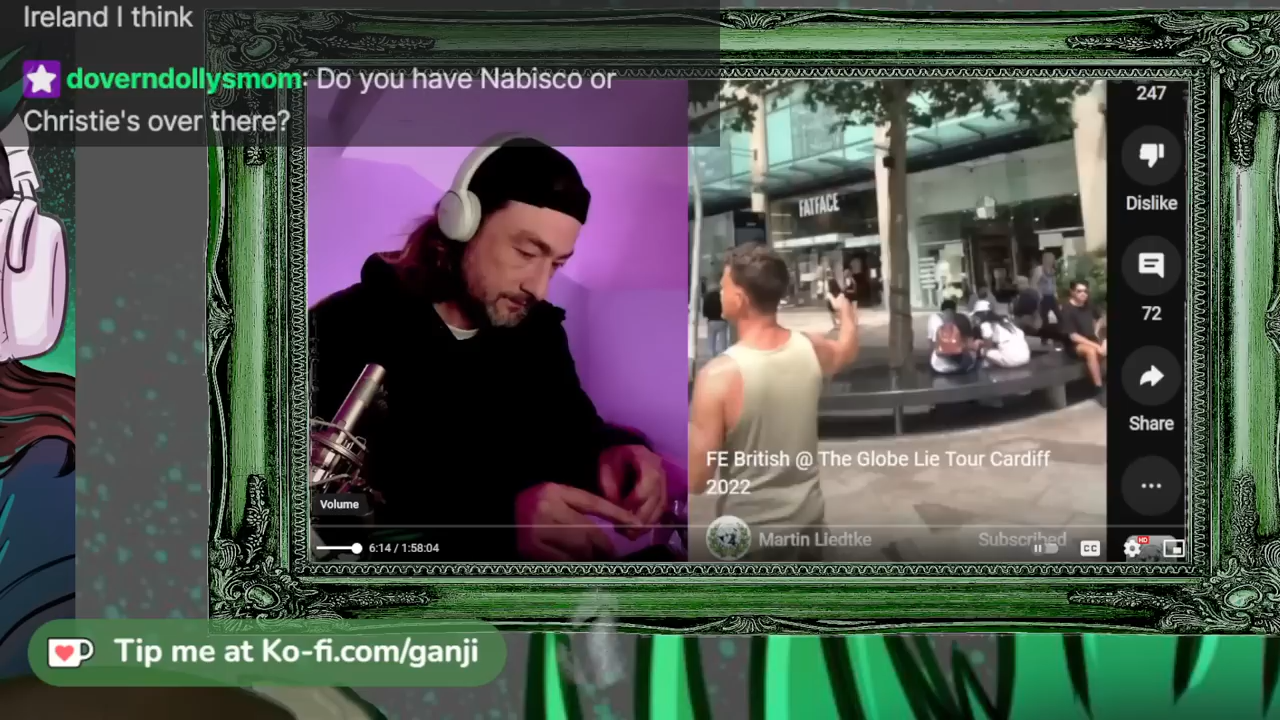 Ireland I think
doverndollysmom: Do you have Nabisco or
Christie's over there?
247
FATFACE
Dislike
72
Share
FE British @ The Globe Lie Tour Cardiff
2022
Volume
Martin Liedtke
Subscribed
6:14 / 1:58:04
CC
HD
Tip me at Ko-fi.com/ganji